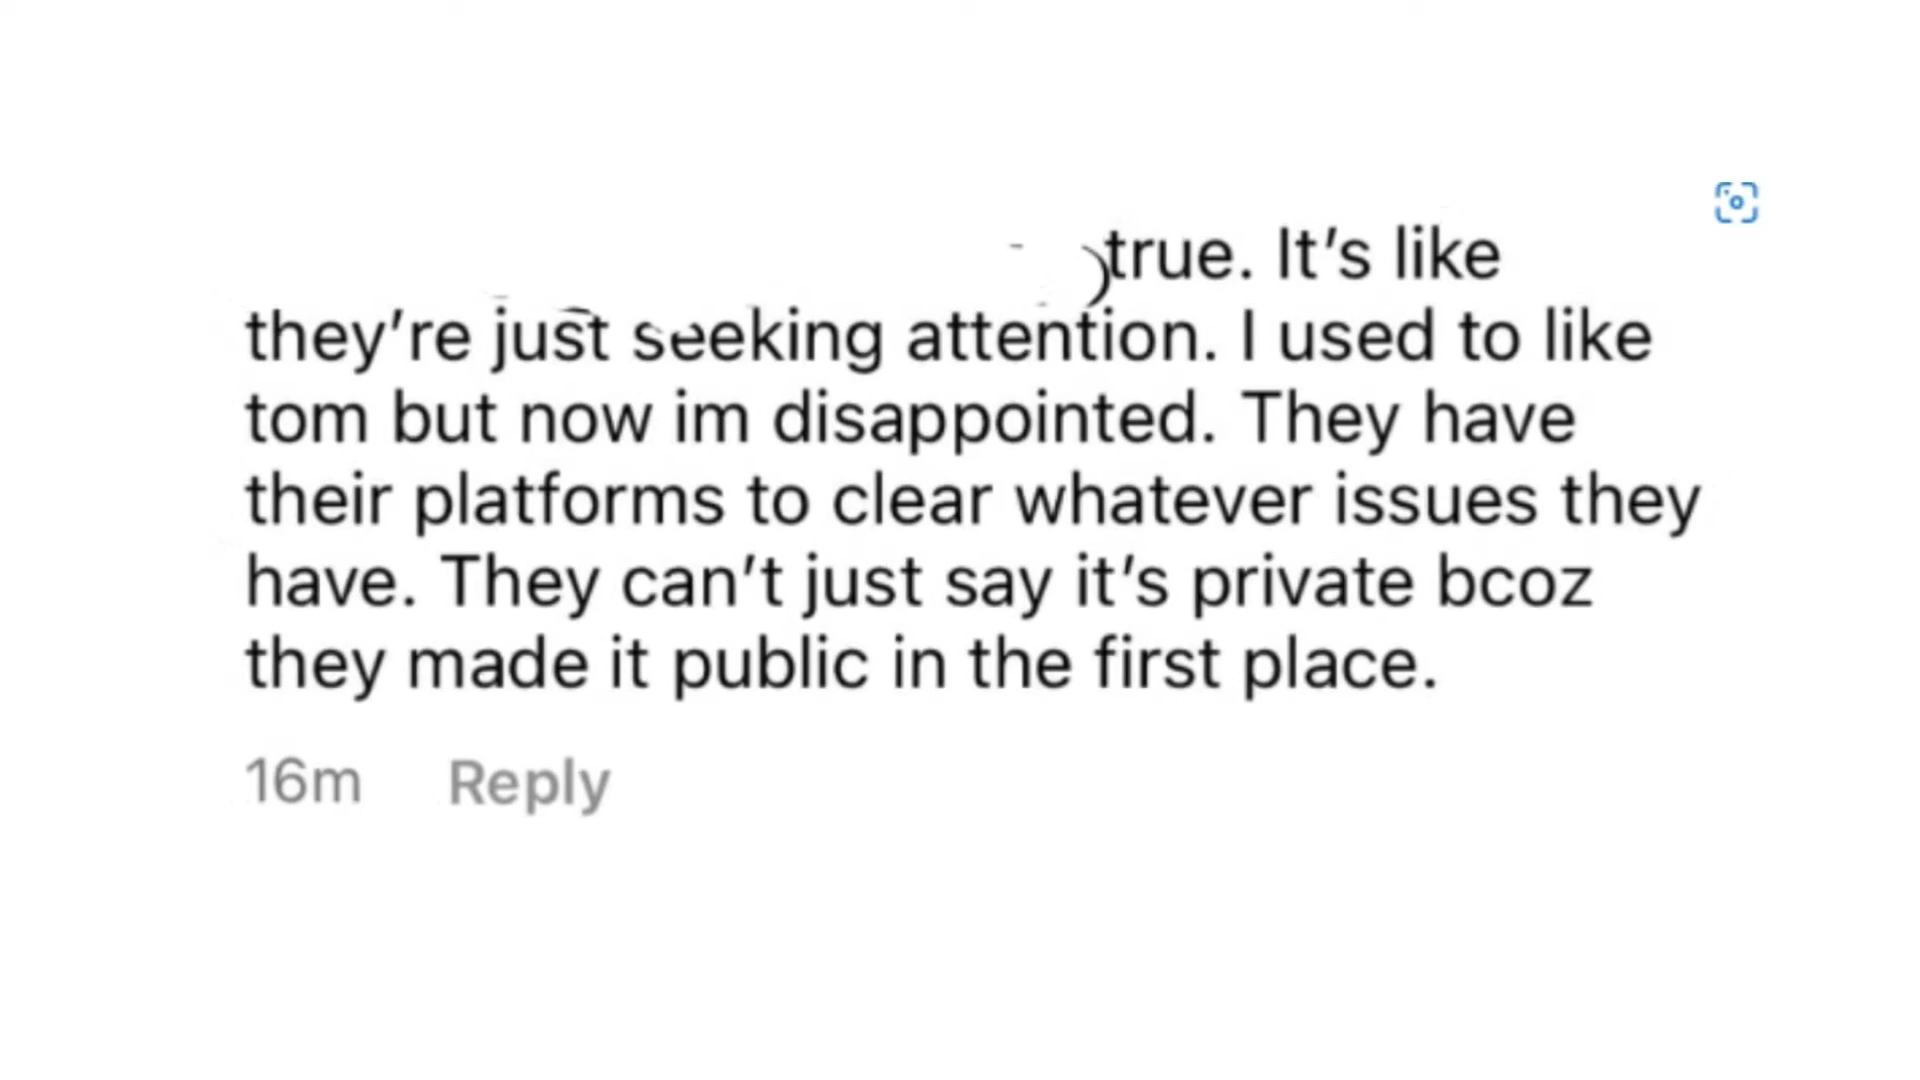 true. It’s like
they’re just seeking attention. I used to like
tom but now im disappointed. They have
their platforms to clear whatever issues they
have. They can’t just say it’s private bcoz
they made it public in the first place.
16m Reply